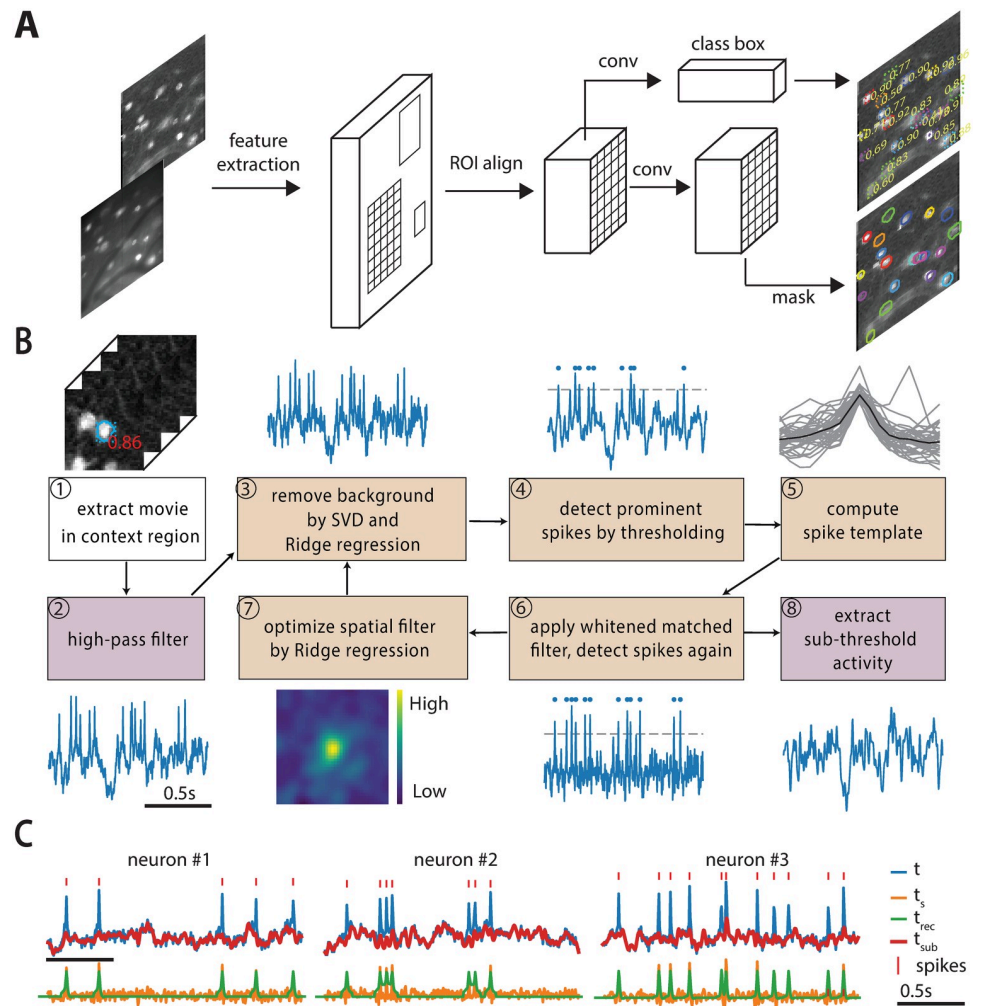 A
class box
conv
feature
extraction
ROI align
conv
mask
B
0.86
1
extract movie
in context region
3
remove background
by SVD and
Ridge regression
4
detect prominent
spikes by thresholding
5
compute
spike template
2
high-pass filter
7
optimize spatial filter
by Ridge regression
6
apply whitened matched
filter, detect spikes again
8
extract
sub-threshold
activity
0.5s
High
Low
C
neuron #1
neuron #2
neuron #3
t
ts
trec
tsub
spikes
0.5s